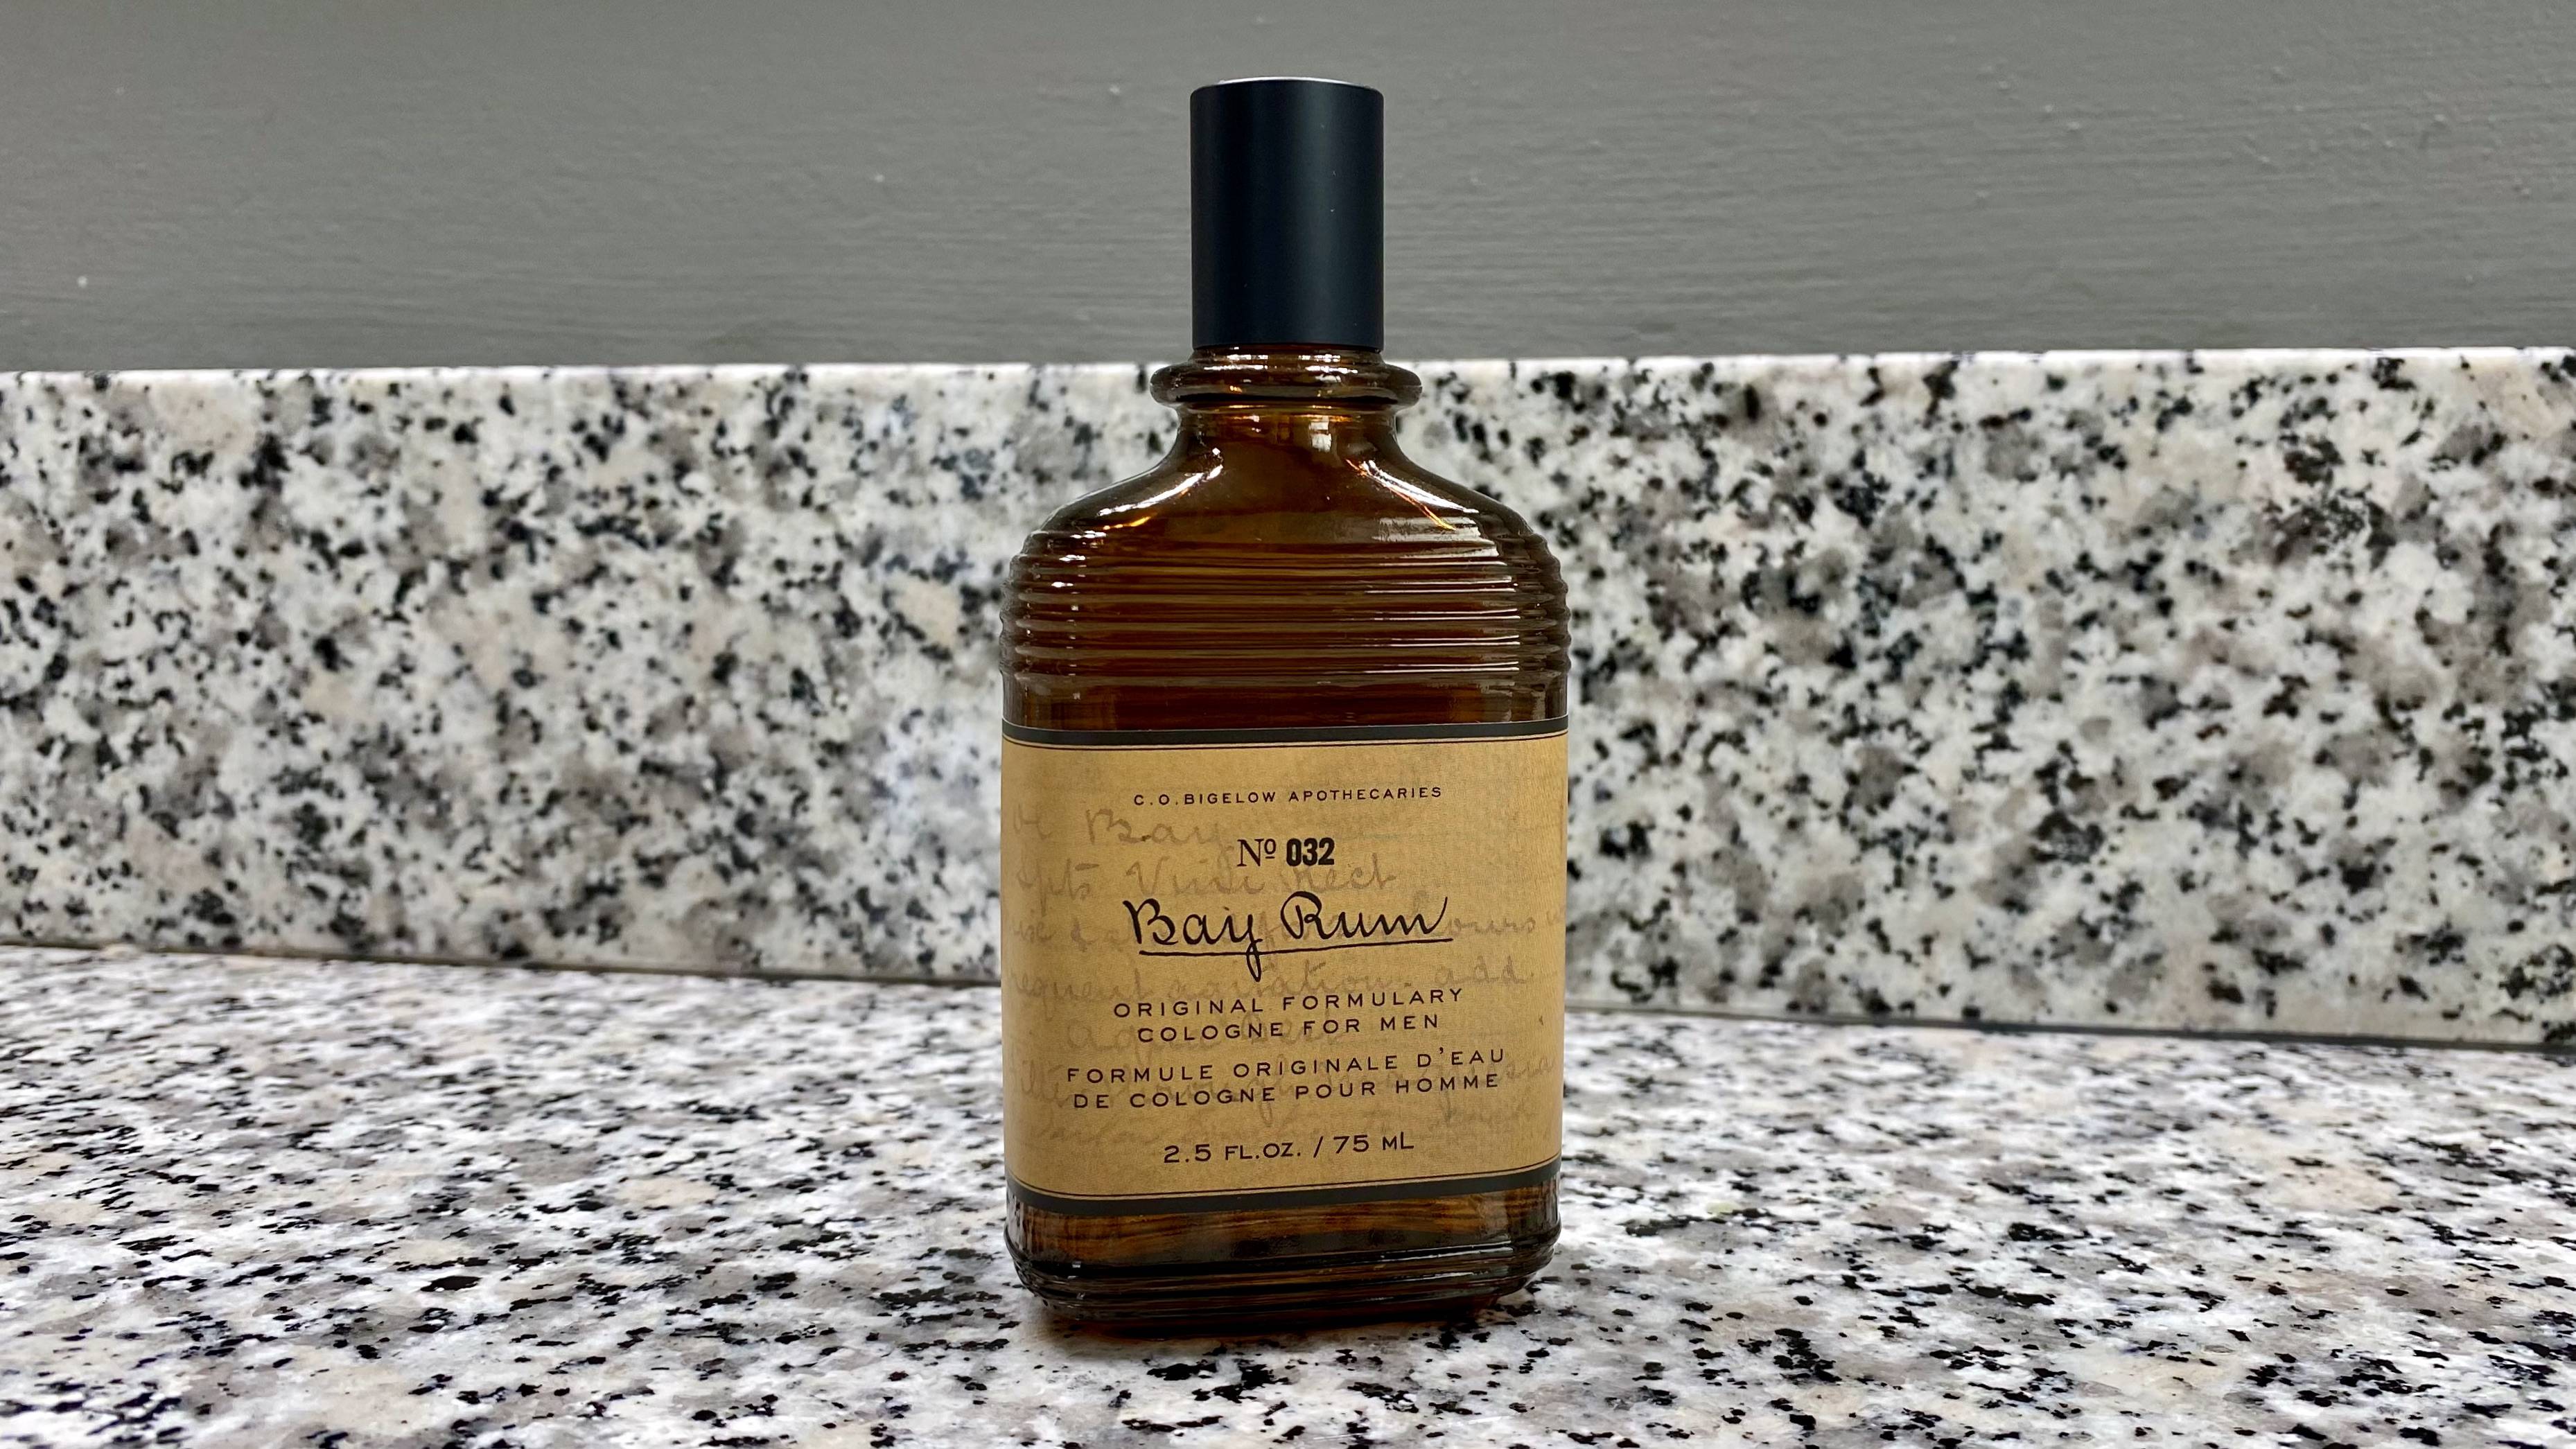 C.O.BIGELOW APOTHECARIES
Bay
Nº 032
Bay Rum
ORIGINAL FORMULARY
COLOGNE FOR MEN
FORMULE ORIGINALE D'EAU
DE COLOGNE POUR HOMME
2.5 FL.OZ. / 75 ML